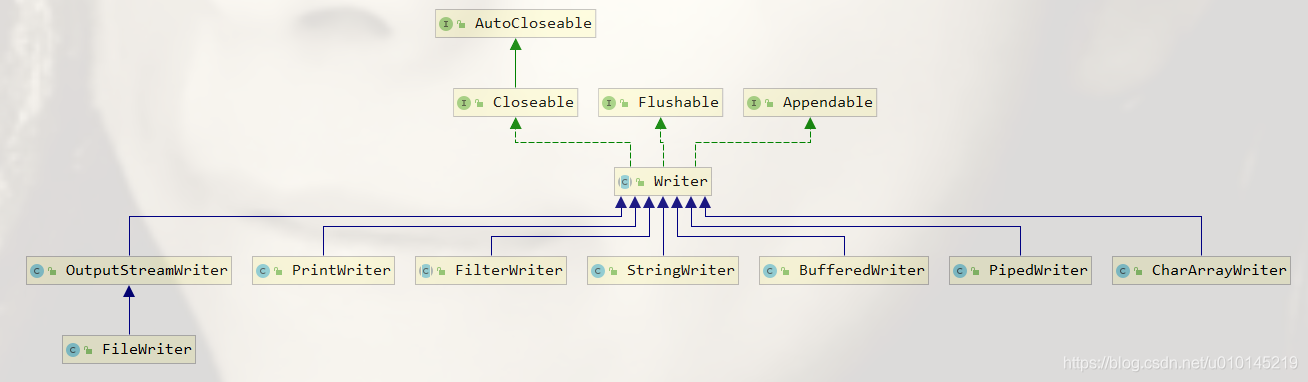 AutoCloseable
Closeable Flushable Appendable
Writer
OutputStreamWriter PrintWriter FilterWriter StringWriter BufferedWriter PipedWriter CharArrayWriter
FileWriter
https://blog.csdn.net/u010145219